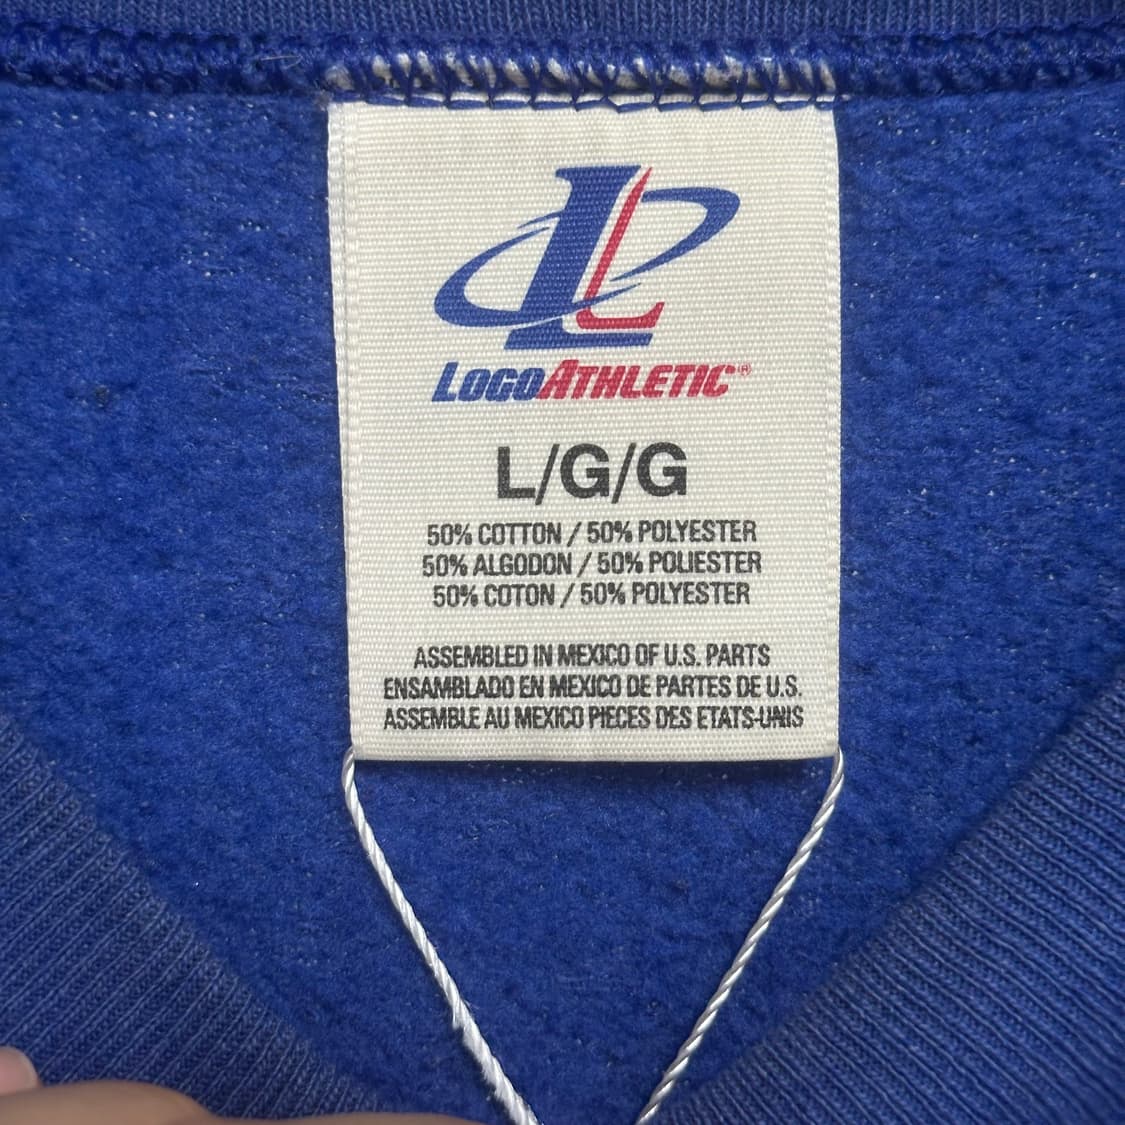 LOGOATHLETIC®
L/G/G
50% COTTON / 50% POLYESTER
50% ALGODON / 50% POLIESTER
50% COTON / 50% POLYESTER
ASSEMBLED IN MEXICO OF U.S. PARTS
ENSAMBLADO EN MEXICO DE PARTES DE U.S.
ASSEMBLE AU MEXICO PIECES DES ETATS-UNIS